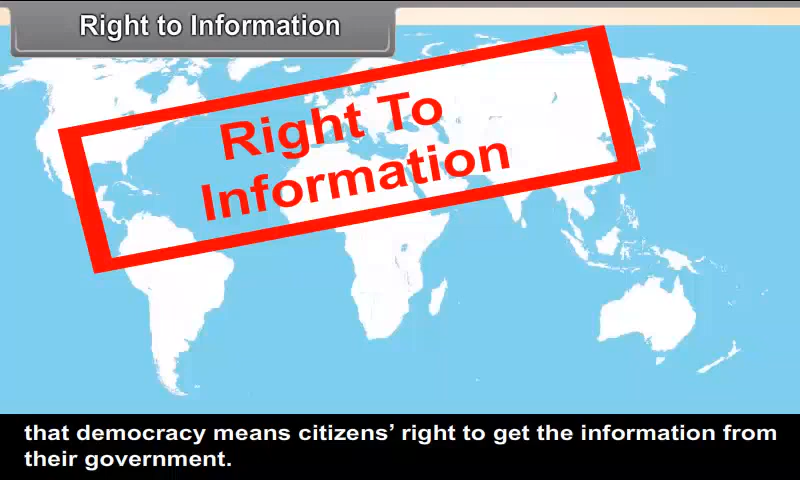 Right to Information
Right To
Information
that democracy means citizens’ right to get the information from
their government.